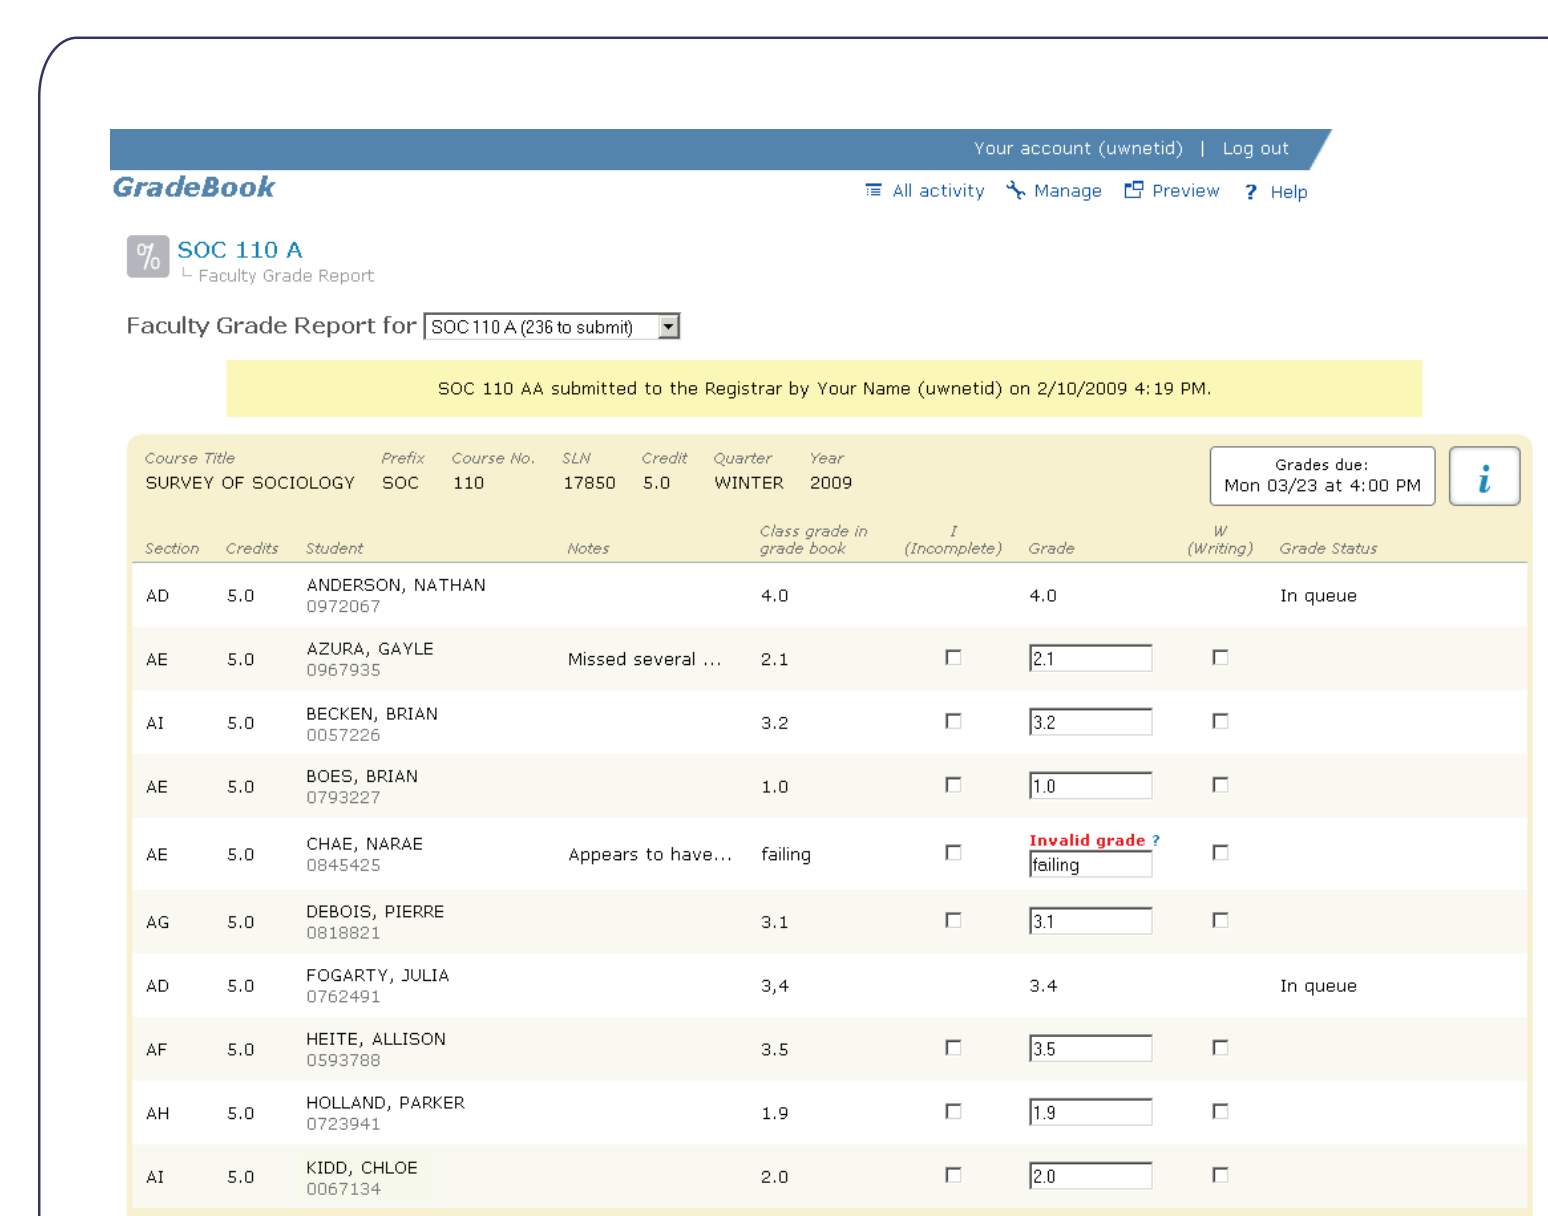 Your account (uwnetid) | Log out
GradeBook
All activity Manage Preview ? Help
% SOC 110 A
Faculty Grade Report
Faculty Grade Report for SOC 110 A (236 to submit)
SOC 110 AA submitted to the Registrar by Your Name (uwnetid) on 2/10/2009 4:19 PM.
Course Title Prefix Course No. SLN Credit Quarter Year
SURVEY OF SOCIOLOGY SOC 110 17850 5.0 WINTER 2009
Grades due:
Mon 03/23 at 4:00 PM
i
Section Credits Student Notes Class grade in grade book I (Incomplete) Grade W (Writing) Grade Status
AD 5.0 ANDERSON, NATHAN 4.0 4.0 In queue
0972067
AE 5.0 AZURA, GAYLE Missed several ... 2.1 2.1
0967935
AI 5.0 BECKEN, BRIAN 3.2 3.2
0057226
AE 5.0 BOES, BRIAN 1.0 1.0
0793227
Invalid grade ?
AE 5.0 CHAE, NARAE Appears to have... failing failing
0845425
AG 5.0 DEBOIS, PIERRE 3.1 3.1
0818821
AD 5.0 FOGARTY, JULIA 3,4 3.4 In queue
0762491
AF 5.0 HEITE, ALLISON 3.5 3.5
0593788
AH 5.0 HOLLAND, PARKER 1.9 1.9
0723941
AI 5.0 KIDD, CHLOE 2.0 2.0
0067134